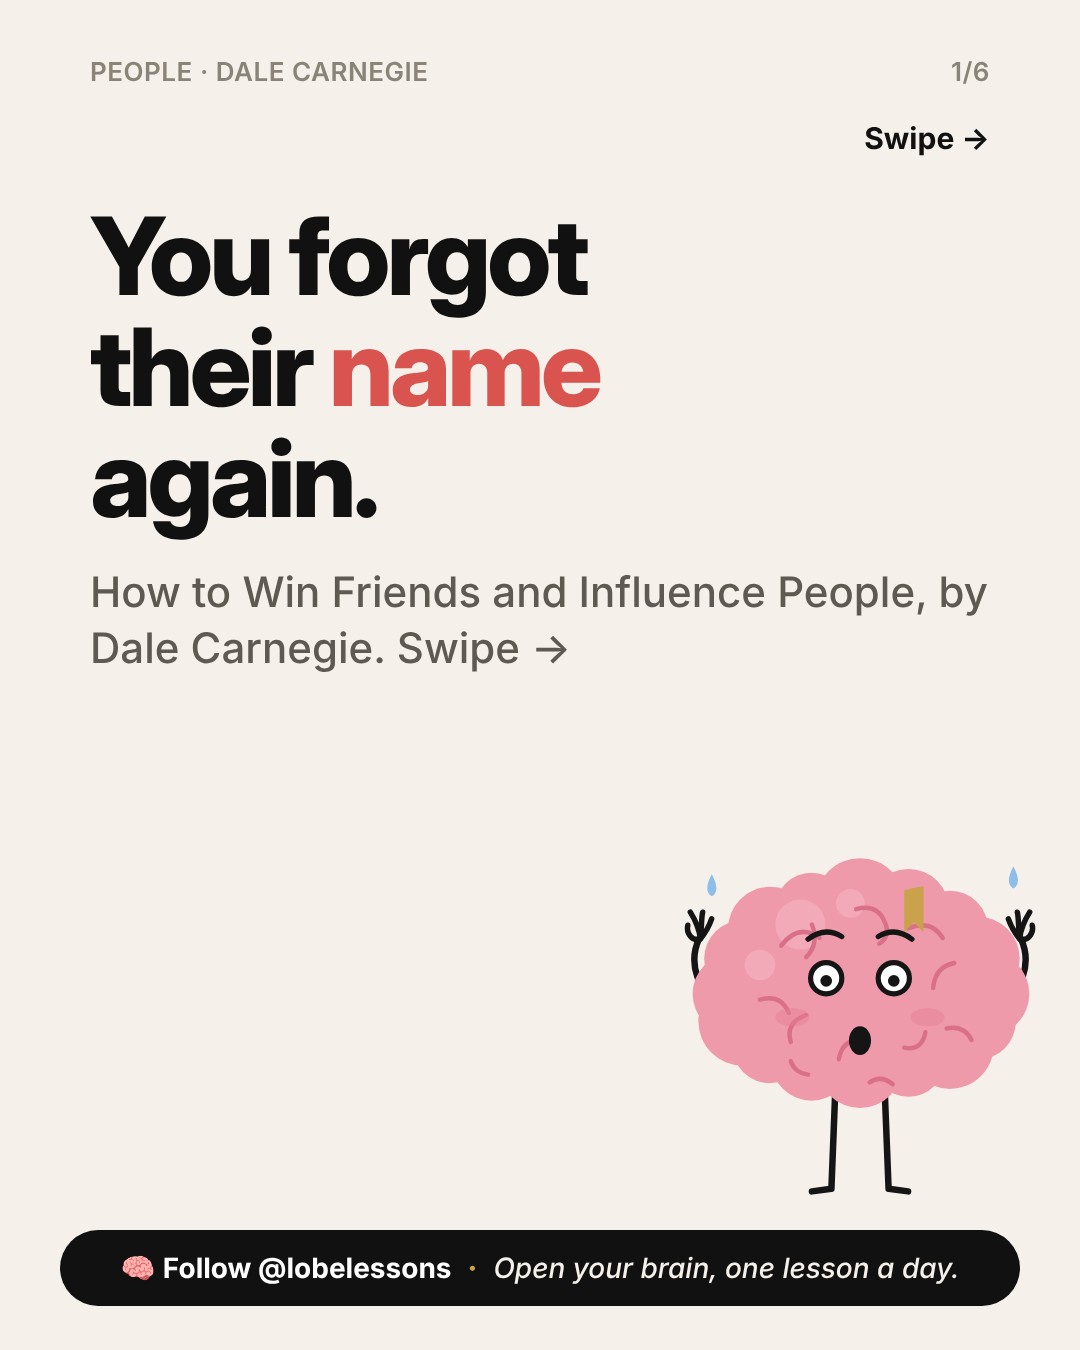 PEOPLE · DALE CARNEGIE
1/6
Swipe →
You forgot
their name
again.
How to Win Friends and Influence People, by
Dale Carnegie. Swipe →
🧠 Follow @lobelessons · Open your brain, one lesson a day.